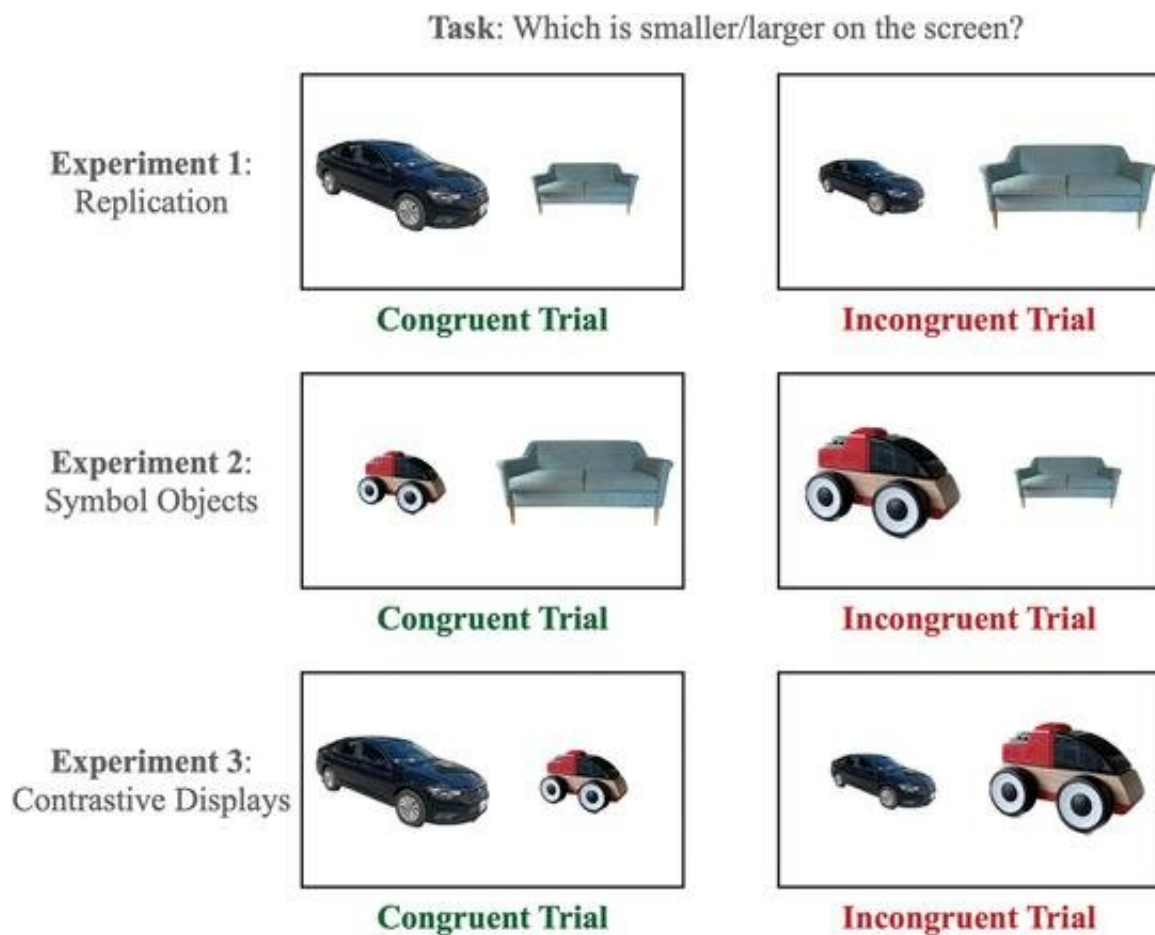 Task: Which is smaller/larger on the screen?
Experiment 1:
Replication
Congruent Trial
Incongruent Trial
Experiment 2:
Symbol Objects
Congruent Trial
Incongruent Trial
Experiment 3:
Contrastive Displays
Congruent Trial
Incongruent Trial